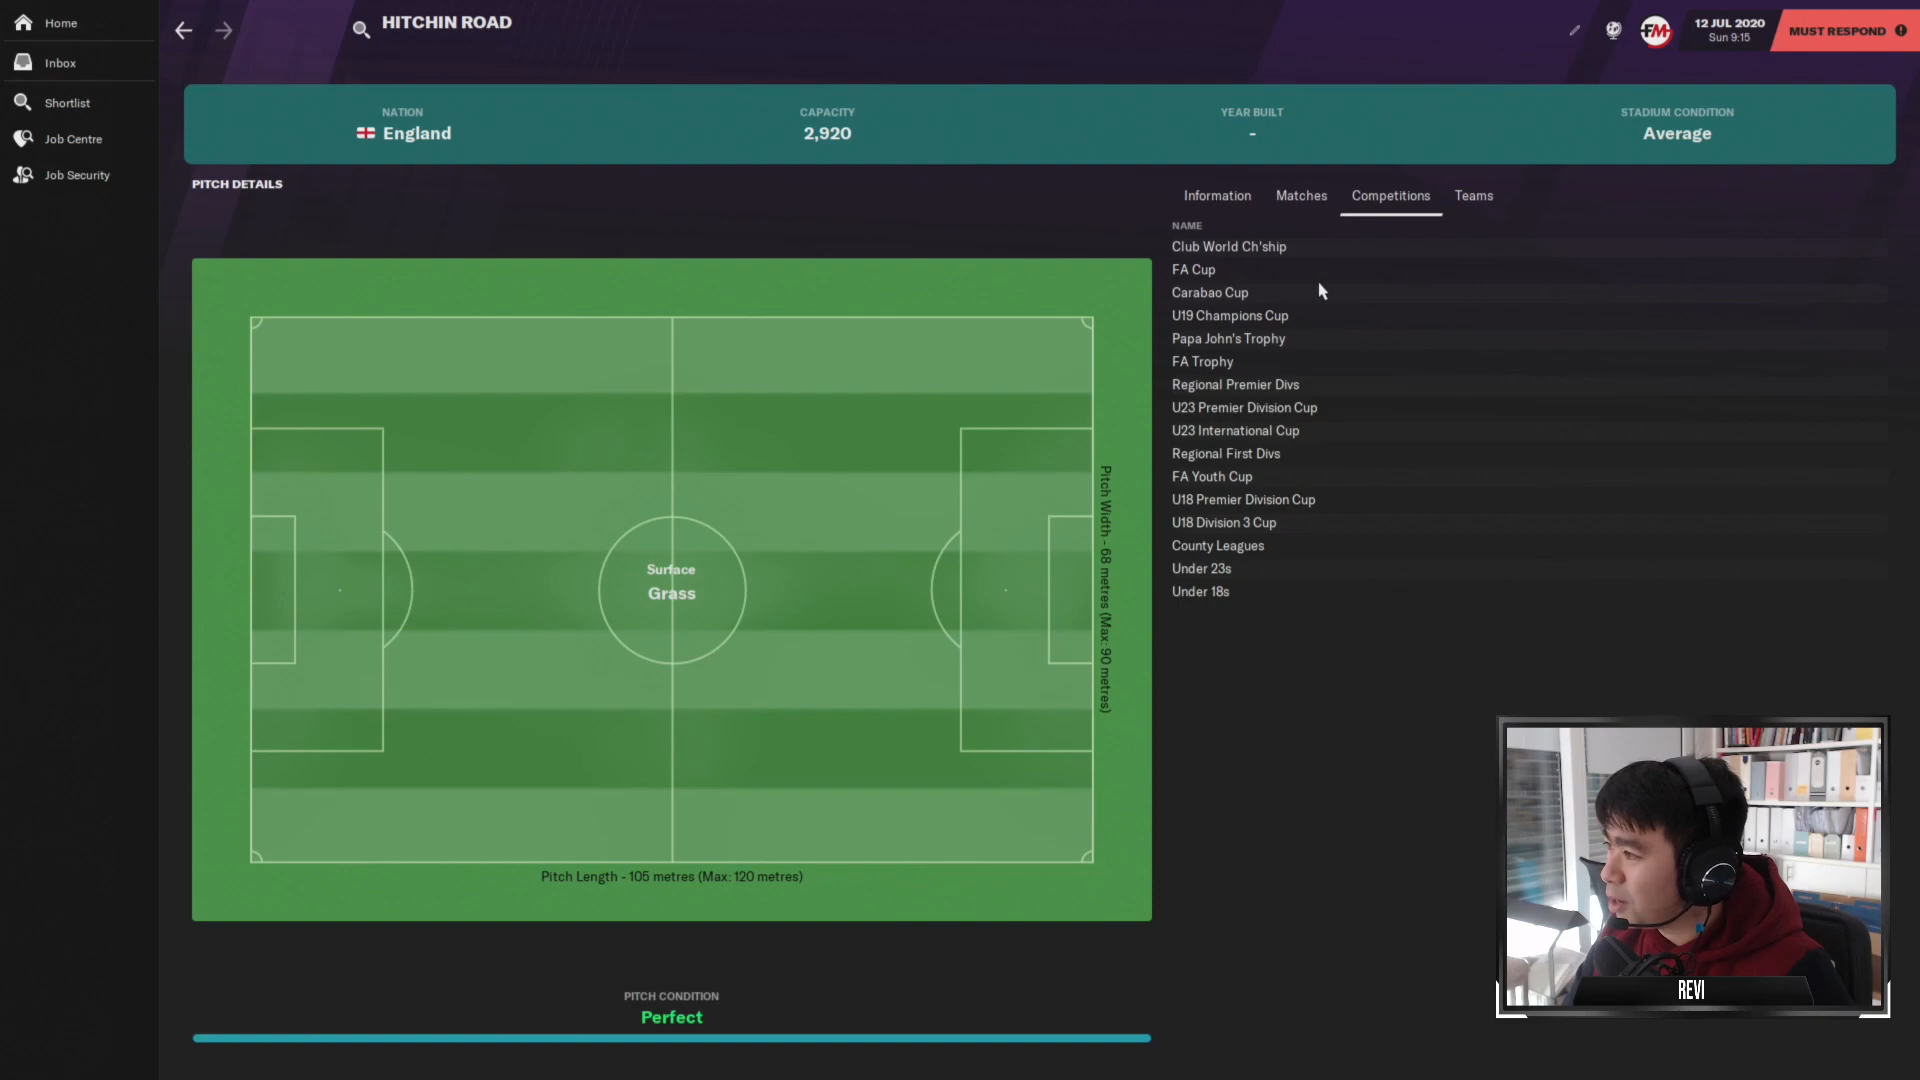 Home
Inbox
Shortlist
Job Centre
Job Security
HITCHIN ROAD
FM
12 JUL 2020
Sun 9:15
MUST RESPOND
NATION
England
CAPACITY
2,920
YEAR BUILT
-
STADIUM CONDITION
Average
PITCH DETAILS
Surface
Grass
Pitch Width - 68 metres (Max: 90 metres)
Pitch Length - 105 metres (Max: 120 metres)
PITCH CONDITION
Perfect
Information Matches Competitions Teams
NAME
Club World Ch'ship
FA Cup
Carabao Cup
U19 Champions Cup
Papa John's Trophy
FA Trophy
Regional Premier Divs
U23 Premier Division Cup
U23 International Cup
Regional First Divs
FA Youth Cup
U18 Premier Division Cup
U18 Division 3 Cup
County Leagues
Under 23s
Under 18s
REVI